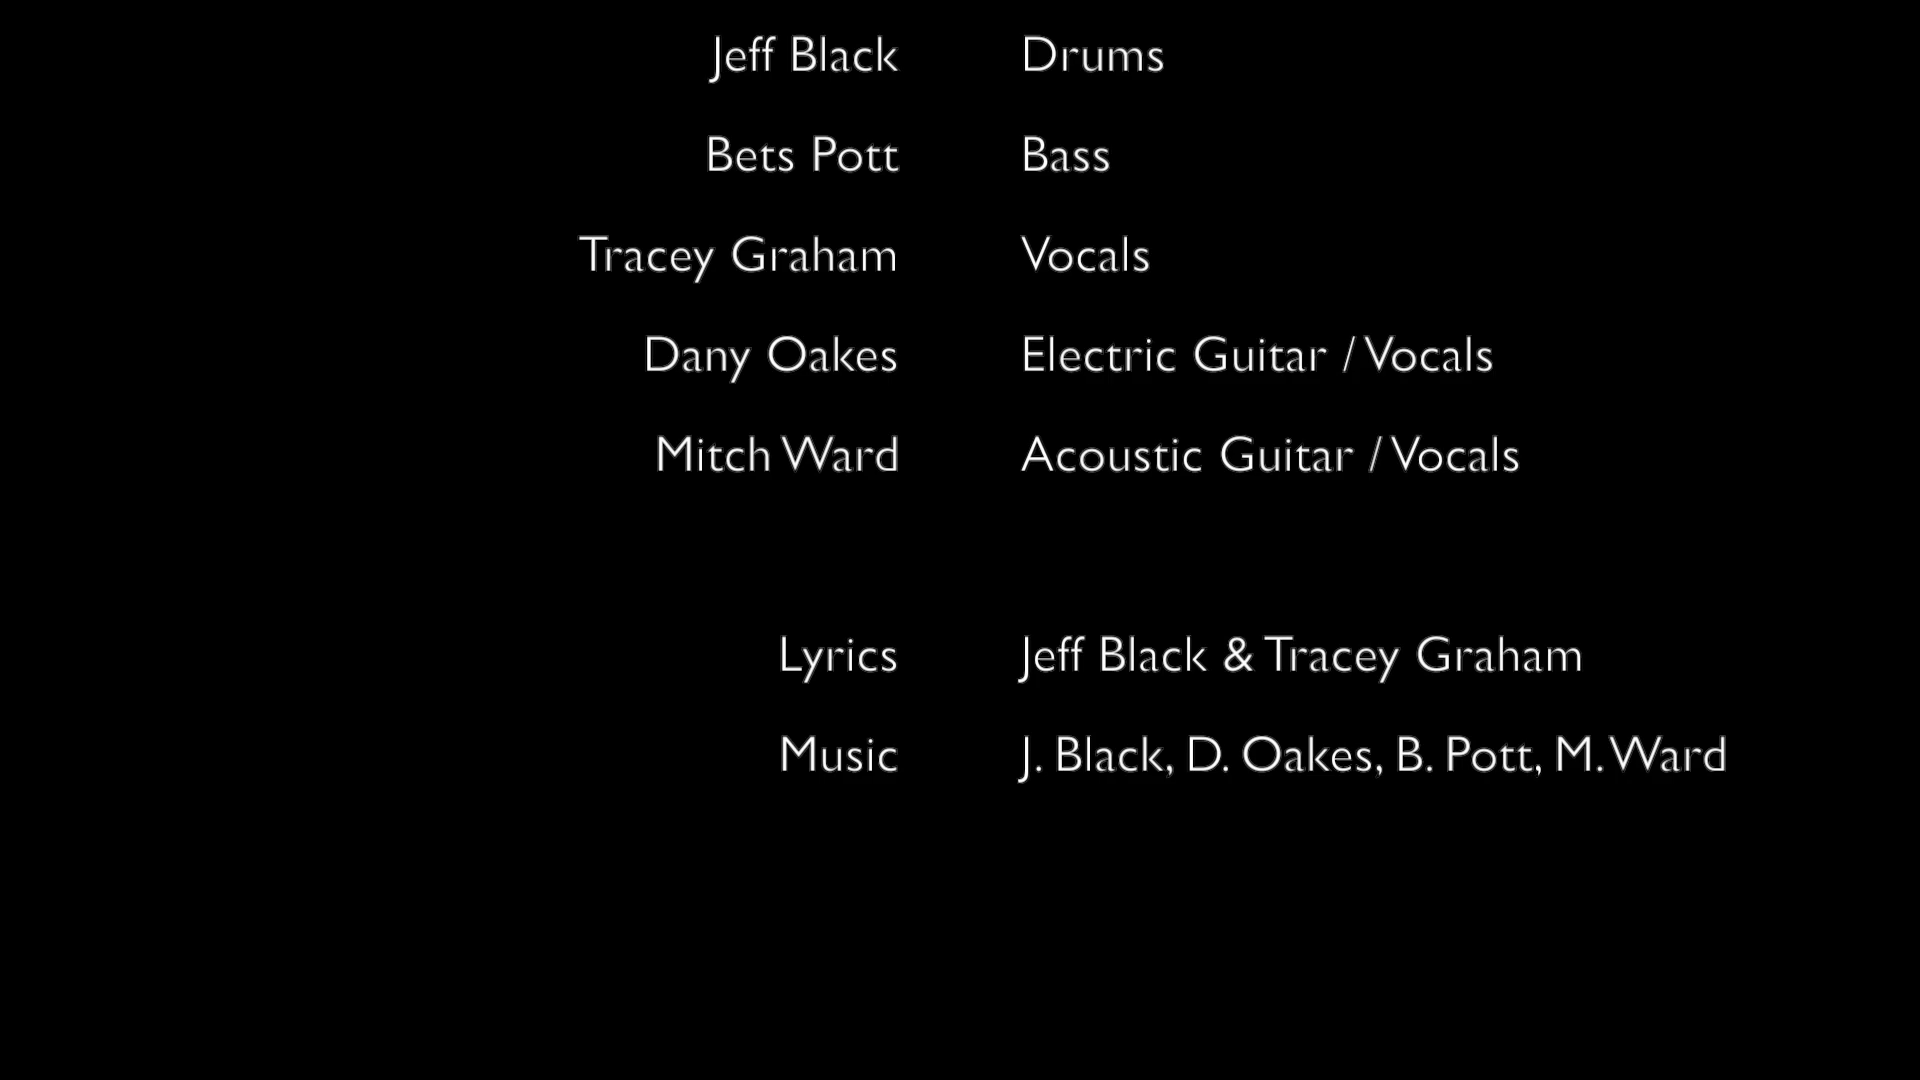 Jeff Black Drums
Bets Pott Bass
Tracey Graham Vocals
Dany Oakes Electric Guitar / Vocals
Mitch Ward Acoustic Guitar / Vocals
Lyrics Jeff Black & Tracey Graham
Music J. Black, D. Oakes, B. Pott, M. Ward